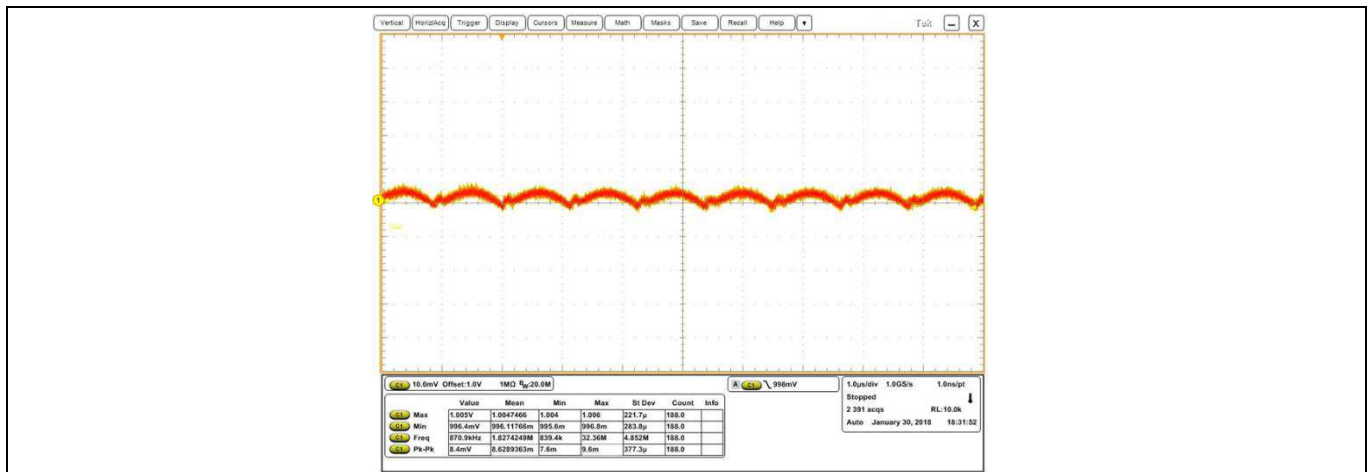 Vertical Horiz/Acq Trigger Display Cursors Measure Math Masks Save Recall Help Tek X
1
C1 10.0mV Offset:1.0V 1MΩ BW:20.0M
A C1 998mV
1.0µs/div 1.0GS/s 1.0ns/pt
Stopped
2 391 acqs RL:10.0k
Auto January 30, 2018 18:31:52
Value Mean Min Max St Dev Count Info
C1 Max 1.005V 1.0047466 1.004 1.006 221.7µ 188.0
C1 Min 996.4mV 996.11766m 995.6m 996.8m 283.8µ 188.0
C1 Freq 870.9kHz 1.8274249M 839.4k 32.36M 4.852M 188.0
C1 Pk-Pk 8.4mV 8.6289363m 7.6m 9.6m 377.3µ 188.0